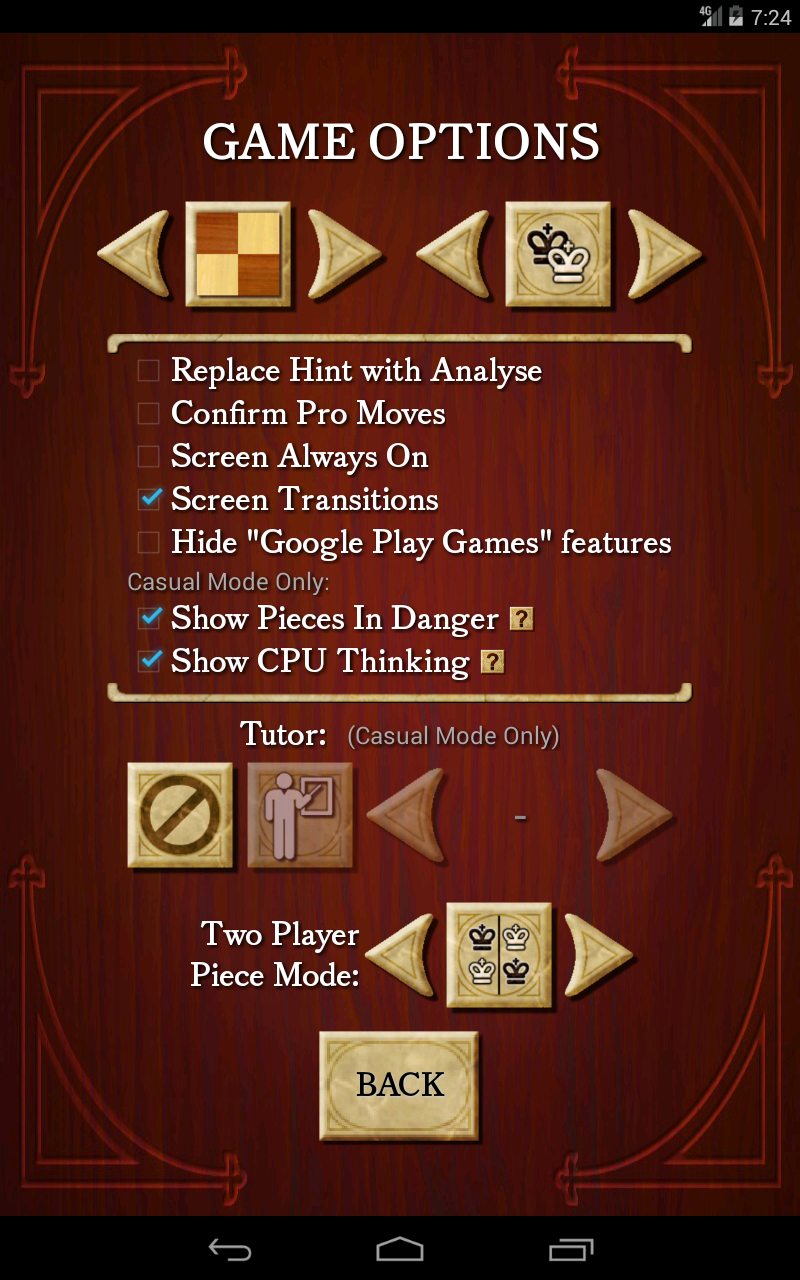 4G 7:24
GAME OPTIONS
Replace Hint with Analyse
Confirm Pro Moves
Screen Always On
Screen Transitions
Hide "Google Play Games" features
Casual Mode Only:
Show Pieces In Danger ?
Show CPU Thinking ?
Tutor: (Casual Mode Only)
-
Two Player
Piece Mode:
BACK